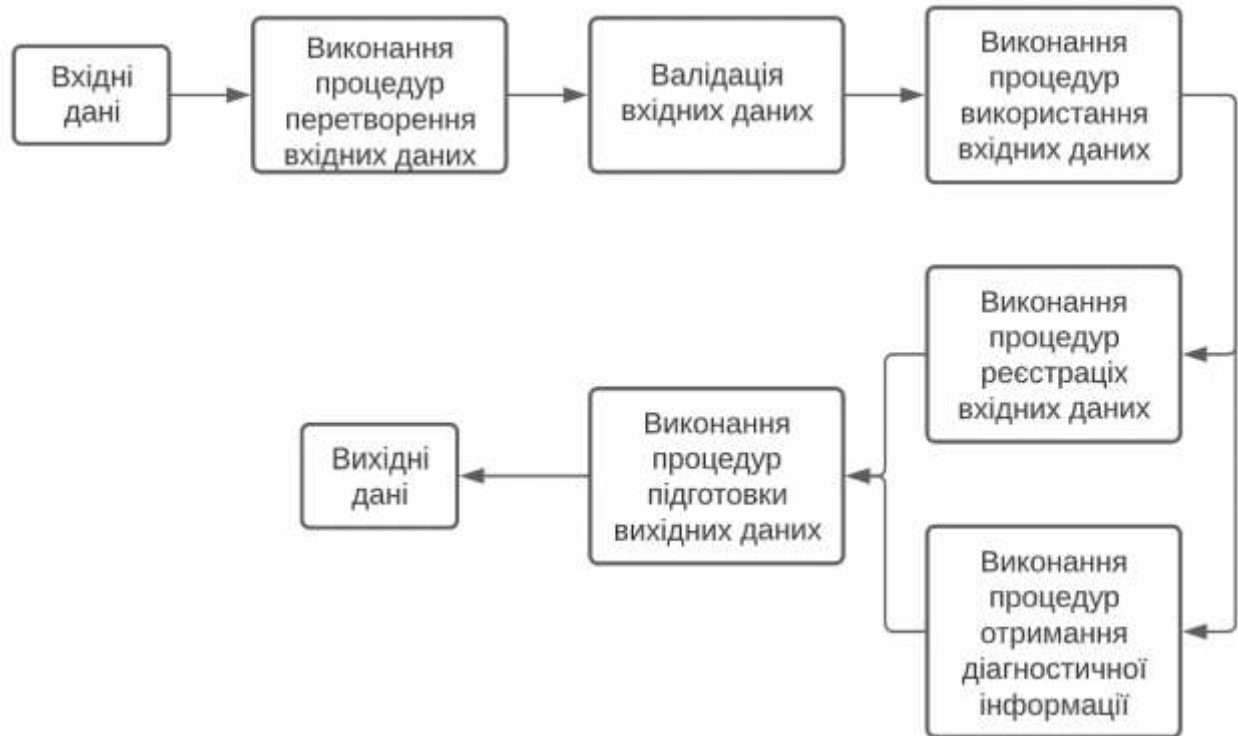 Вхідні
дані
Виконання
процедур
перетворення
вхідних даних
Валідація
вхідних даних
Виконання
процедур
використання
вхідних даних
Виконання
процедур
реєстраціх
вхідних даних
Виконання
процедур
отримання
діагностичної
інформації
Виконання
процедур
підготовки
вихідних даних
Вихідні
дані